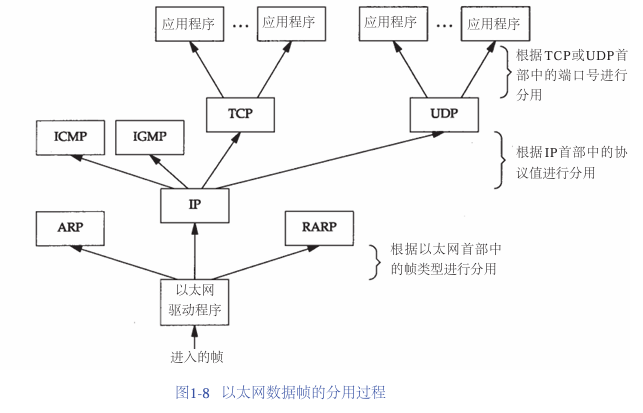 应用程序 … 应用程序 应用程序 … 应用程序
根据TCP或UDP首
部中的端口号进行
分用
TCP UDP
ICMP IGMP
根据IP首部中的协
议值进行分用
IP
ARP RARP
根据以太网首部中
的帧类型进行分用
以太网
驱动程序
进入的帧
图1-8 以太网数据帧的分用过程